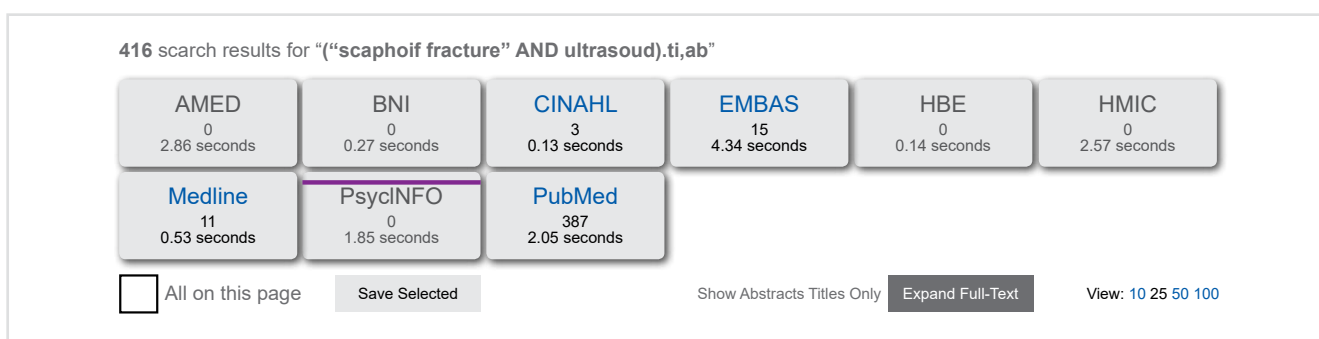 416 scarch results for “(“scaphoif fracture” AND ultrasoud).ti,ab”
AMED BNI CINAHL EMBAS HBE HMIC
0 0 3 15 0 0
2.86 seconds 0.27 seconds 0.13 seconds 4.34 seconds 0.14 seconds 2.57 seconds
Medline PsycINFO PubMed
11 0 387
0.53 seconds 1.85 seconds 2.05 seconds
All on this page Save Selected Show Abstracts Titles Only Expand Full-Text View: 10 25 50 100